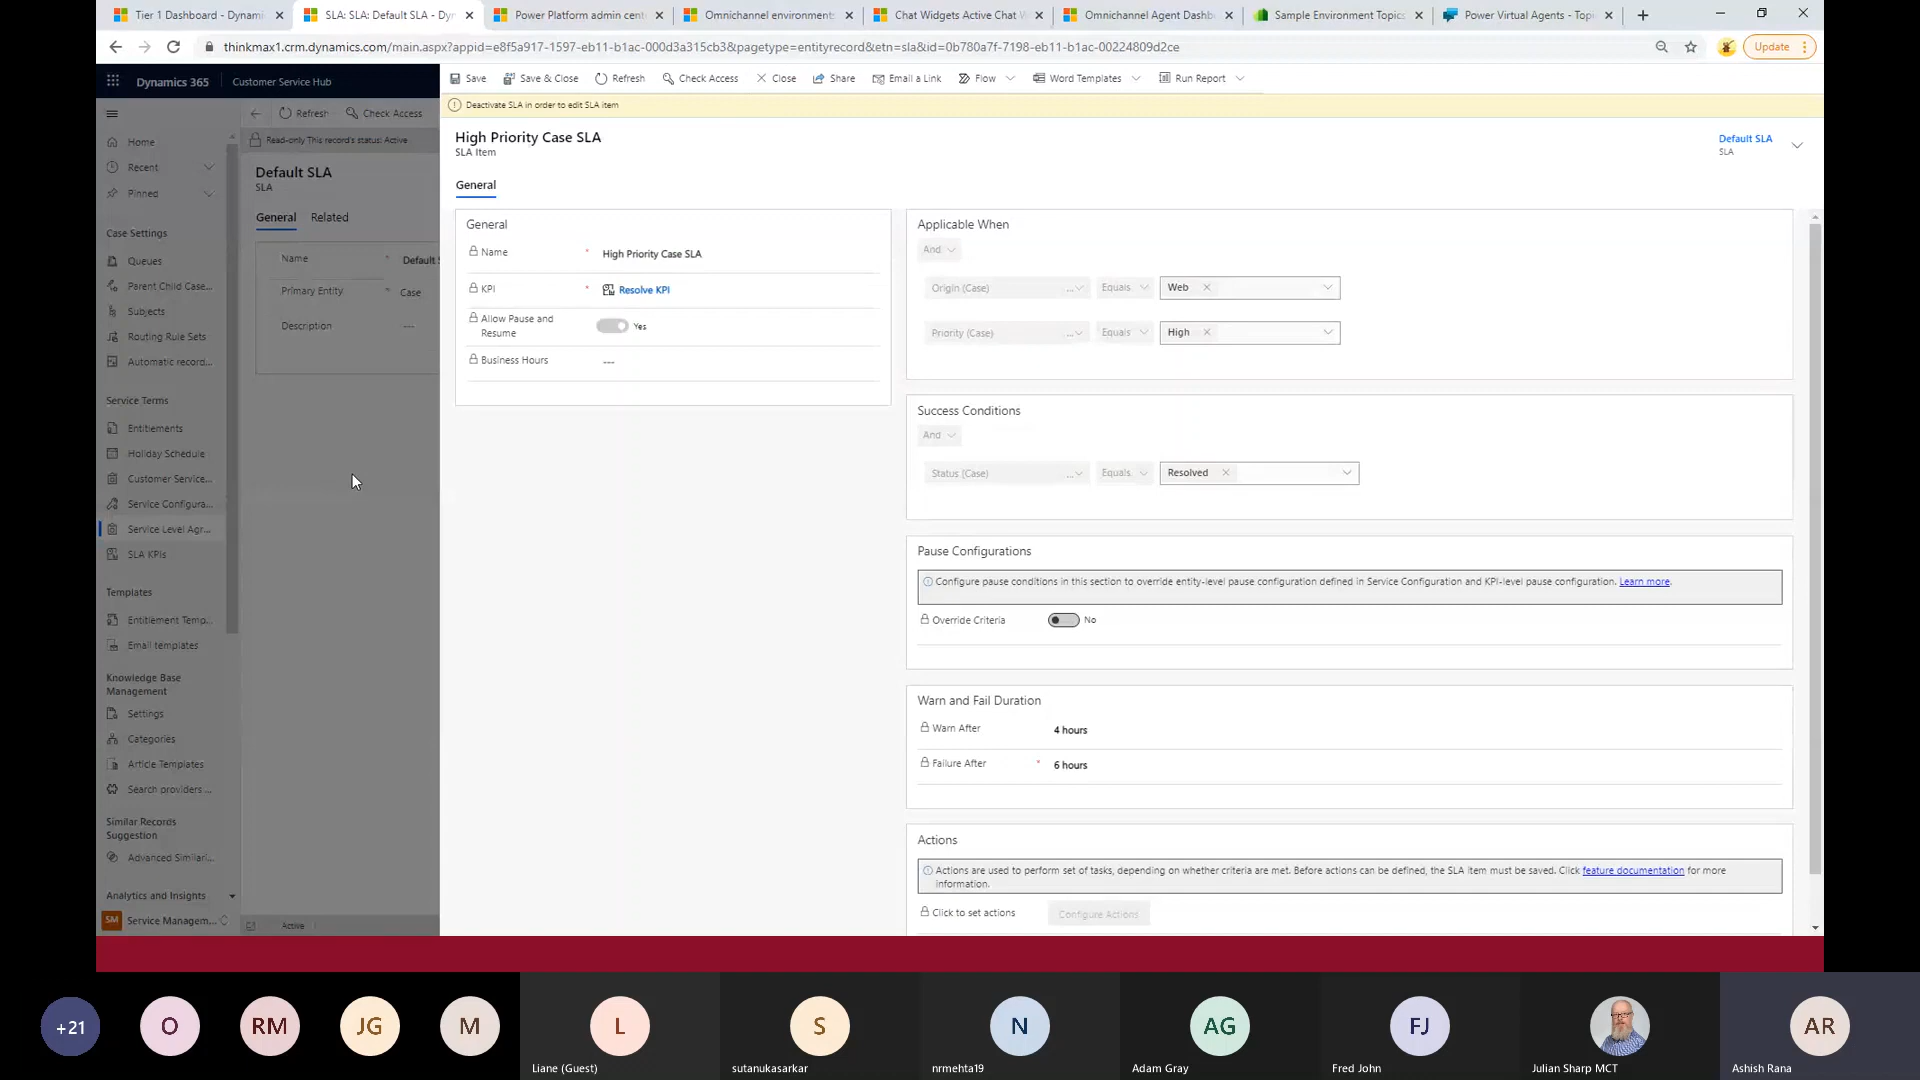 Tier 1 Dashboard - Dynami
SLA: SLA: Default SLA - Dyn
Power Platform admin cent
Omnichannel environments
Chat Widgets Active Chat W
Omnichannel Agent Dashb
Sample Environment Topics
Power Virtual Agents - Topi
thinkmax1.crm.dynamics.com/main.aspx?appid=e8f5a917-1597-eb11-b1ac-000d3a315cb3&pagetype=entityrecord&etn=sla&id=0b780a7f-7198-eb11-b1ac-00224809d2ce
Update
Dynamics 365
Customer Service Hub
Save
Save & Close
Refresh
Check Access
Close
Share
Email a Link
Flow
Word Templates
Run Report
Deactivate SLA in order to edit SLA item
Refresh
Check Access
Read-only This record's status: Active
Home
Recent
Pinned
Case Settings
Queues
Parent Child Case...
Subjects
Routing Rule Sets
Automatic record...
Service Terms
Entitlements
Holiday Schedule
Customer Service...
Service Configura...
Service Level Agr...
SLA KPIs
Templates
Entitlement Temp...
Email templates
Knowledge Base
Management
Settings
Categories
Article Templates
Search providers ...
Similar Records
Suggestion
Advanced Similari...
Analytics and Insights
SM
Service Managem...
Default SLA
SLA
General
Related
Name * Default S
Primary Entity * Case
Description ---
Active
High Priority Case SLA
SLA Item
Default SLA
SLA
General
General
Name * High Priority Case SLA
KPI * Resolve KPI
Allow Pause and
Resume
Yes
Business Hours ---
Applicable When
And
Origin (Case) ... Equals Web
Priority (Case) ... Equals High
Success Conditions
And
Status (Case) ... Equals Resolved
Pause Configurations
Configure pause conditions in this section to override entity-level pause configuration defined in Service Configuration and KPI-level pause configuration. Learn more.
Override Criteria No
Warn and Fail Duration
Warn After 4 hours
Failure After * 6 hours
Actions
Actions are used to perform set of tasks, depending on whether criteria are met. Before actions can be defined, the SLA Item must be saved. Click feature documentation for more
information.
Click to set actions Configure Actions
+21
O
RM
JG
M
L
S
N
AG
FJ
AR
Liane (Guest)
sutanukasarkar
nrmehta19
Adam Gray
Fred John
Julian Sharp MCT
Ashish Rana